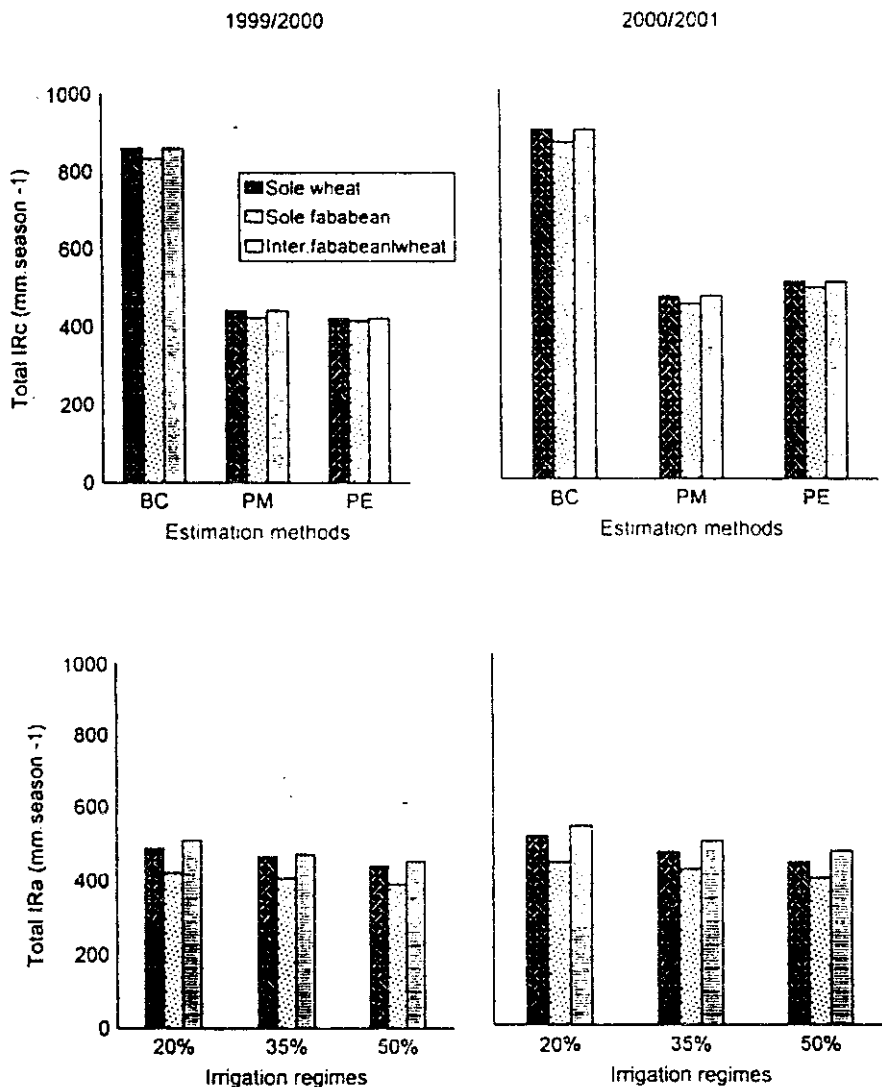 1999/2000
2000/2001
Total IRc (mm.season -1)
1000
800
600
400
200
0
Sole wheat
Sole fababean
Inter.fababean/wheat
BC PM PE
Estimation methods
BC PM PE
Estimation methods
Total IRa (mm.season -1)
1000
800
600
400
200
0
20% 35% 50%
Irrigation regimes
20% 35% 50%
Irrigation regimes